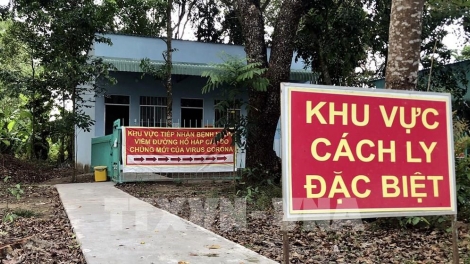 KHU VỰC TIẾP NHẬN BỆNH NHÂN
VIÊM ĐƯỜNG HÔ HẤP CẤP DO
CHỦNG MỚI CỦA VIRUS CORONA
KHU VỰC
CÁCH LY
ĐẶC BIỆT